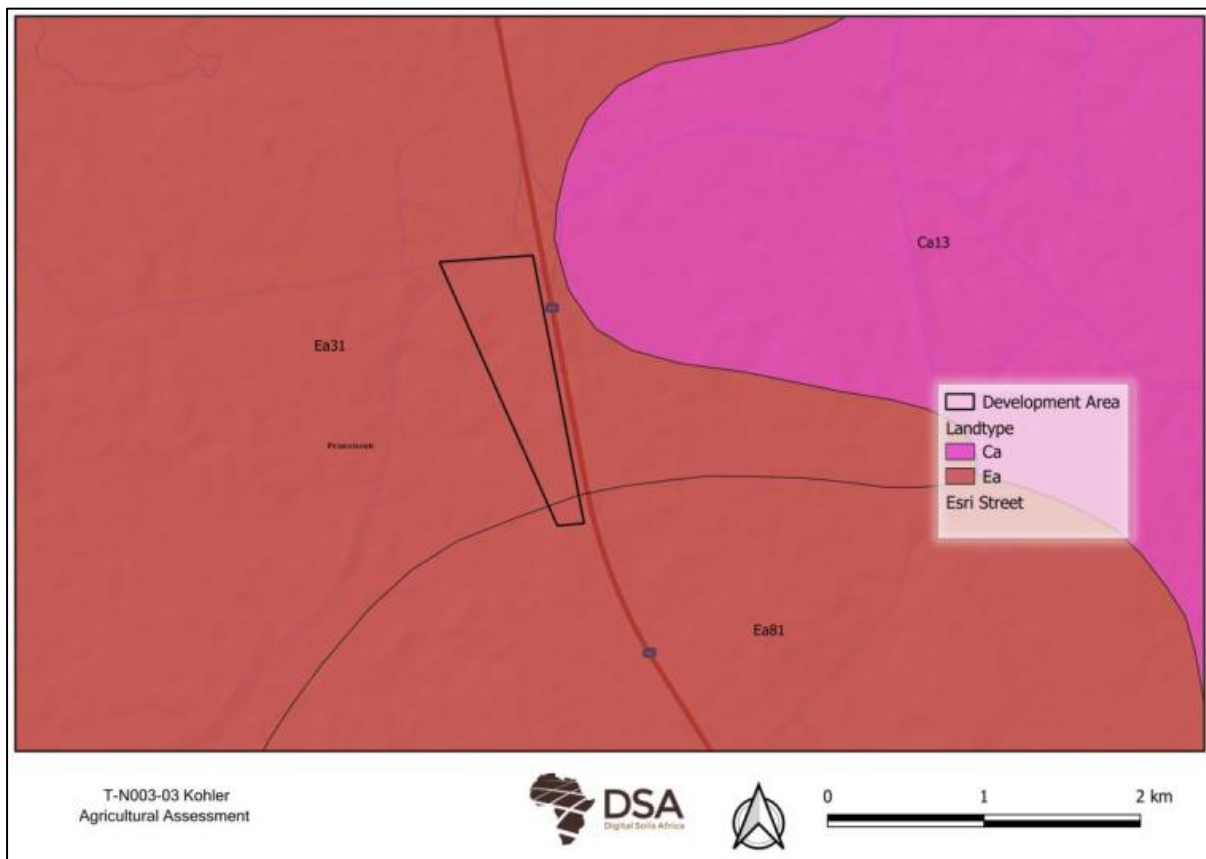 Ca13
Ea31
Development Area
Landtype
Ca
Ea
Esri Street
Ea81
T-N003-03 Kohler
Agricultural Assessment
DSA
Digital Soils Africa
0 1 2 km